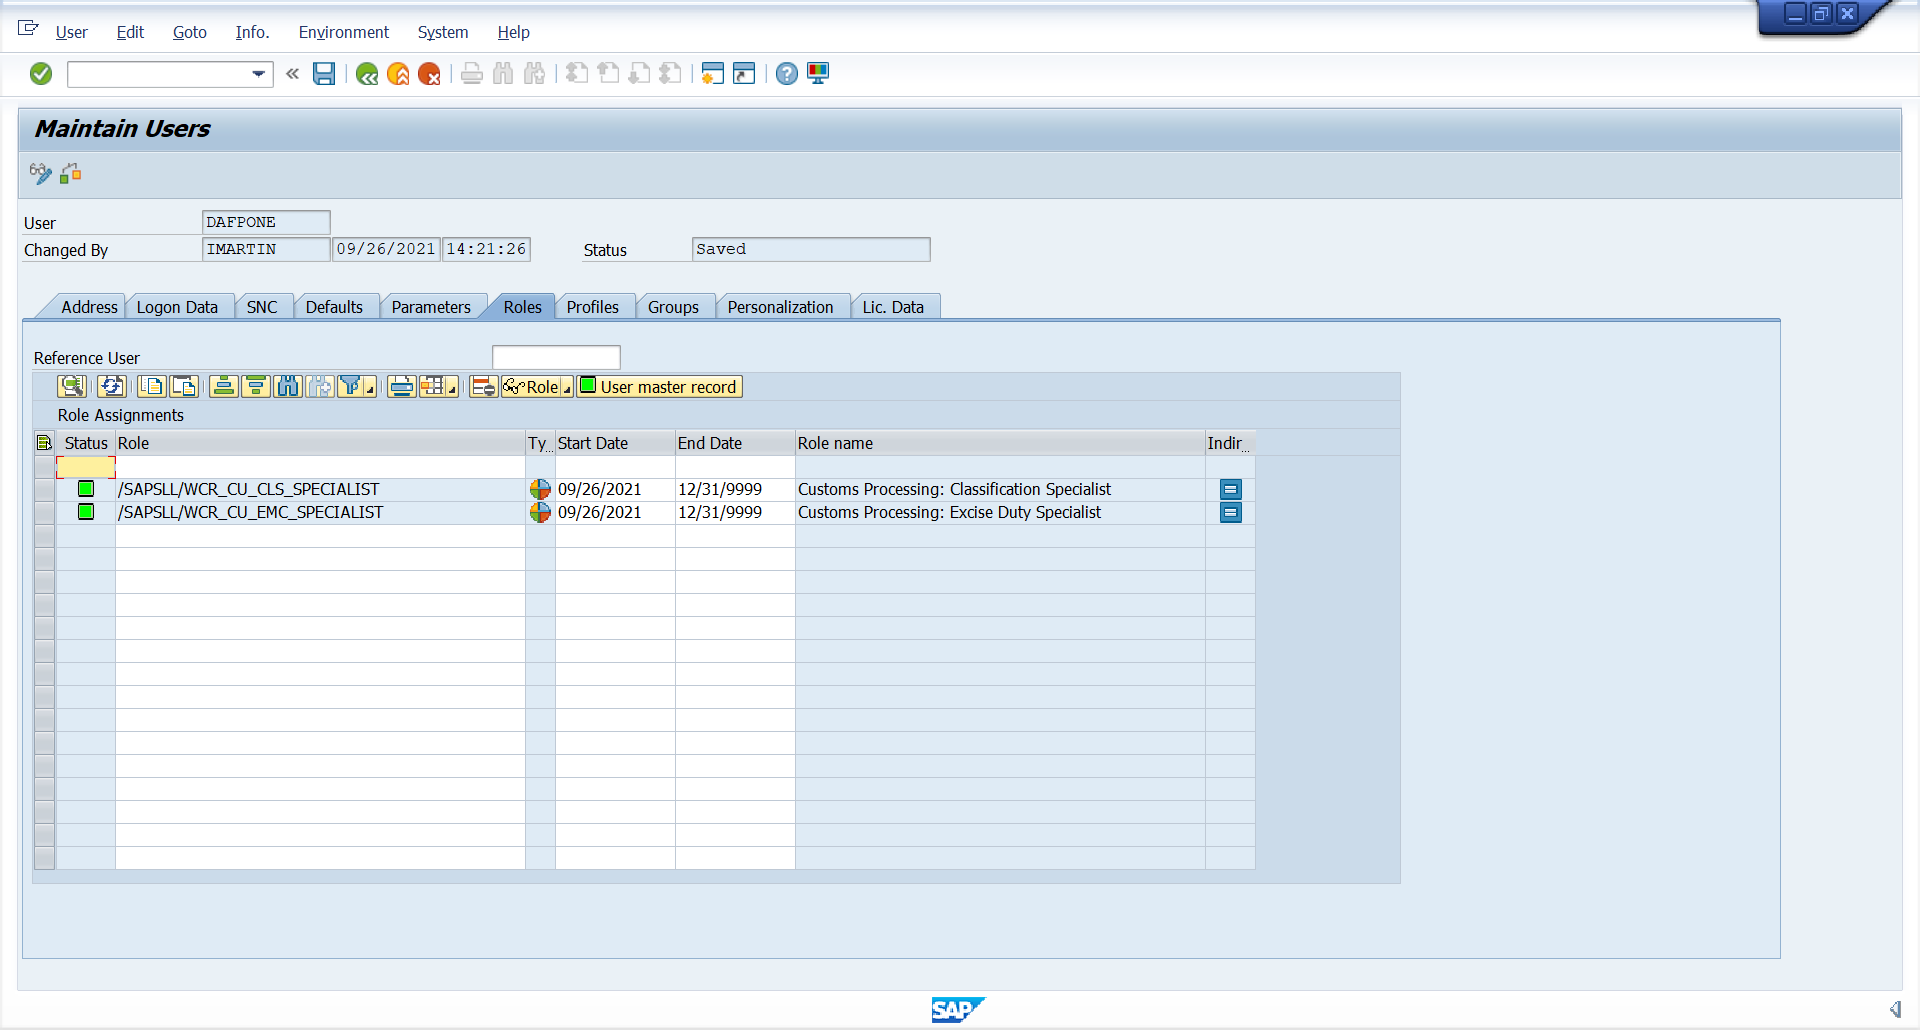 User Edit Goto Info. Environment System Help
Maintain Users
User DAFPONE
Changed By IMARTIN 09/26/2021 14:21:26 Status Saved
Address Logon Data SNC Defaults Parameters Roles Profiles Groups Personalization Lic. Data
Reference User
Role User master record
Role Assignments
Status Role Ty... Start Date End Date Role name Indir...
/SAPSLL/WCR_CU_CLS_SPECIALIST 09/26/2021 12/31/9999 Customs Processing: Classification Specialist
/SAPSLL/WCR_CU_EMC_SPECIALIST 09/26/2021 12/31/9999 Customs Processing: Excise Duty Specialist
SAP